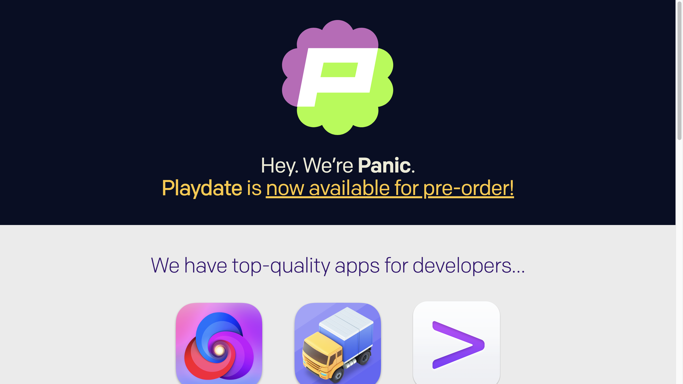 P
Hey. We're Panic.
Playdate is now available for pre-order!
We have top-quality apps for developers...